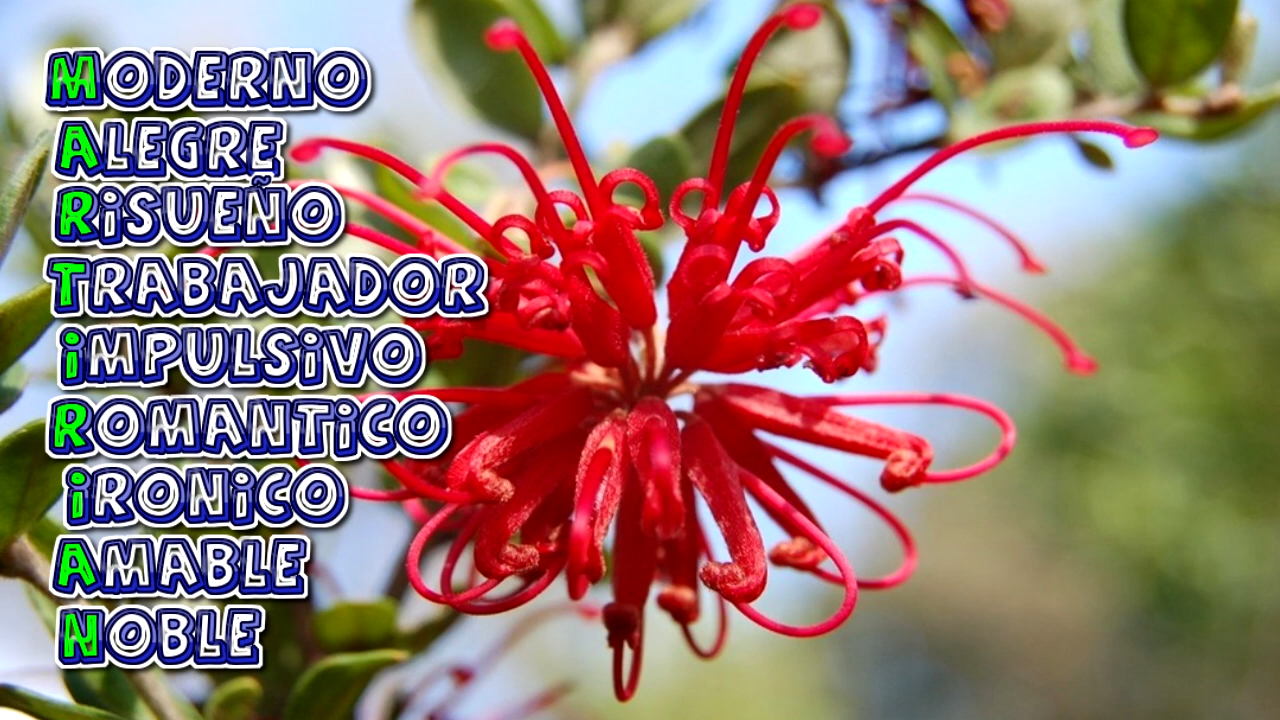 MODERNO
ALEGRE
RiSUEÑO
TRABAJADOR
iMPULSiVO
ROMANTiCO
iRONiCO
AMABLE
NOBLE